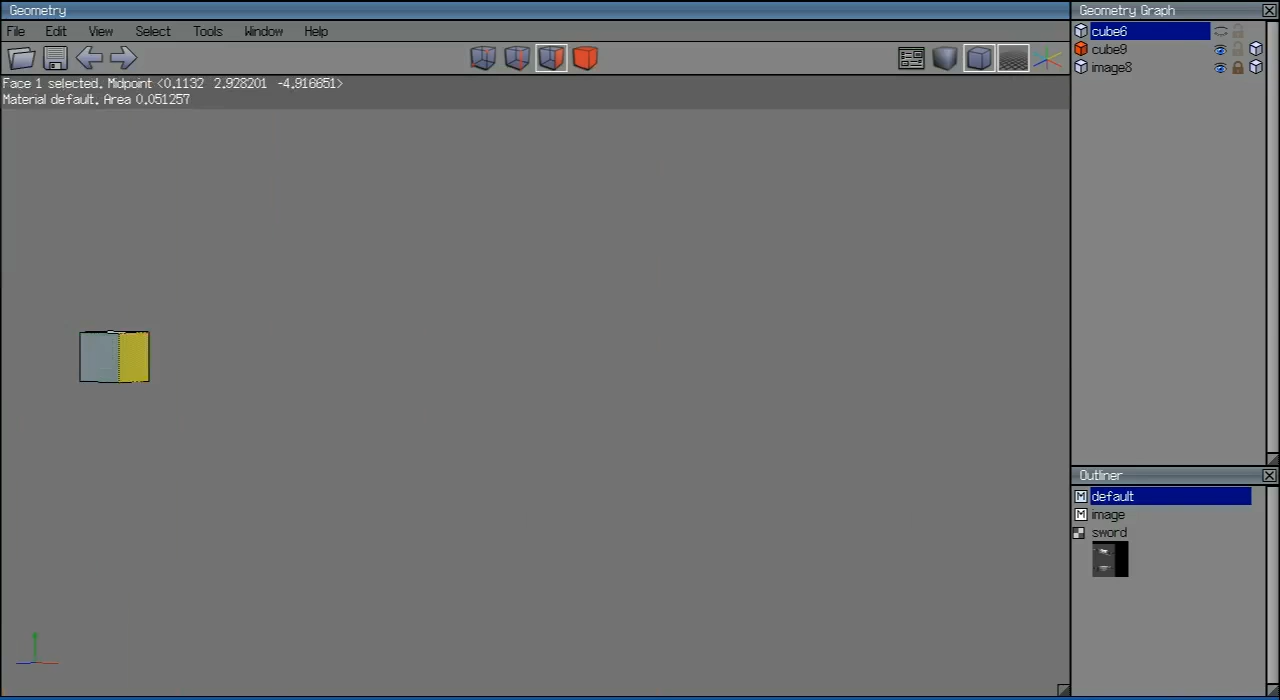 Geometry
File Edit View Select Tools Window Help
Face 1 selected. Midpoint <0.1132 2.928201 -4.916651>
Material default. Area 0.051257
Geometry Graph
cube6
cube9
image8
Outliner
M default
M image
sword